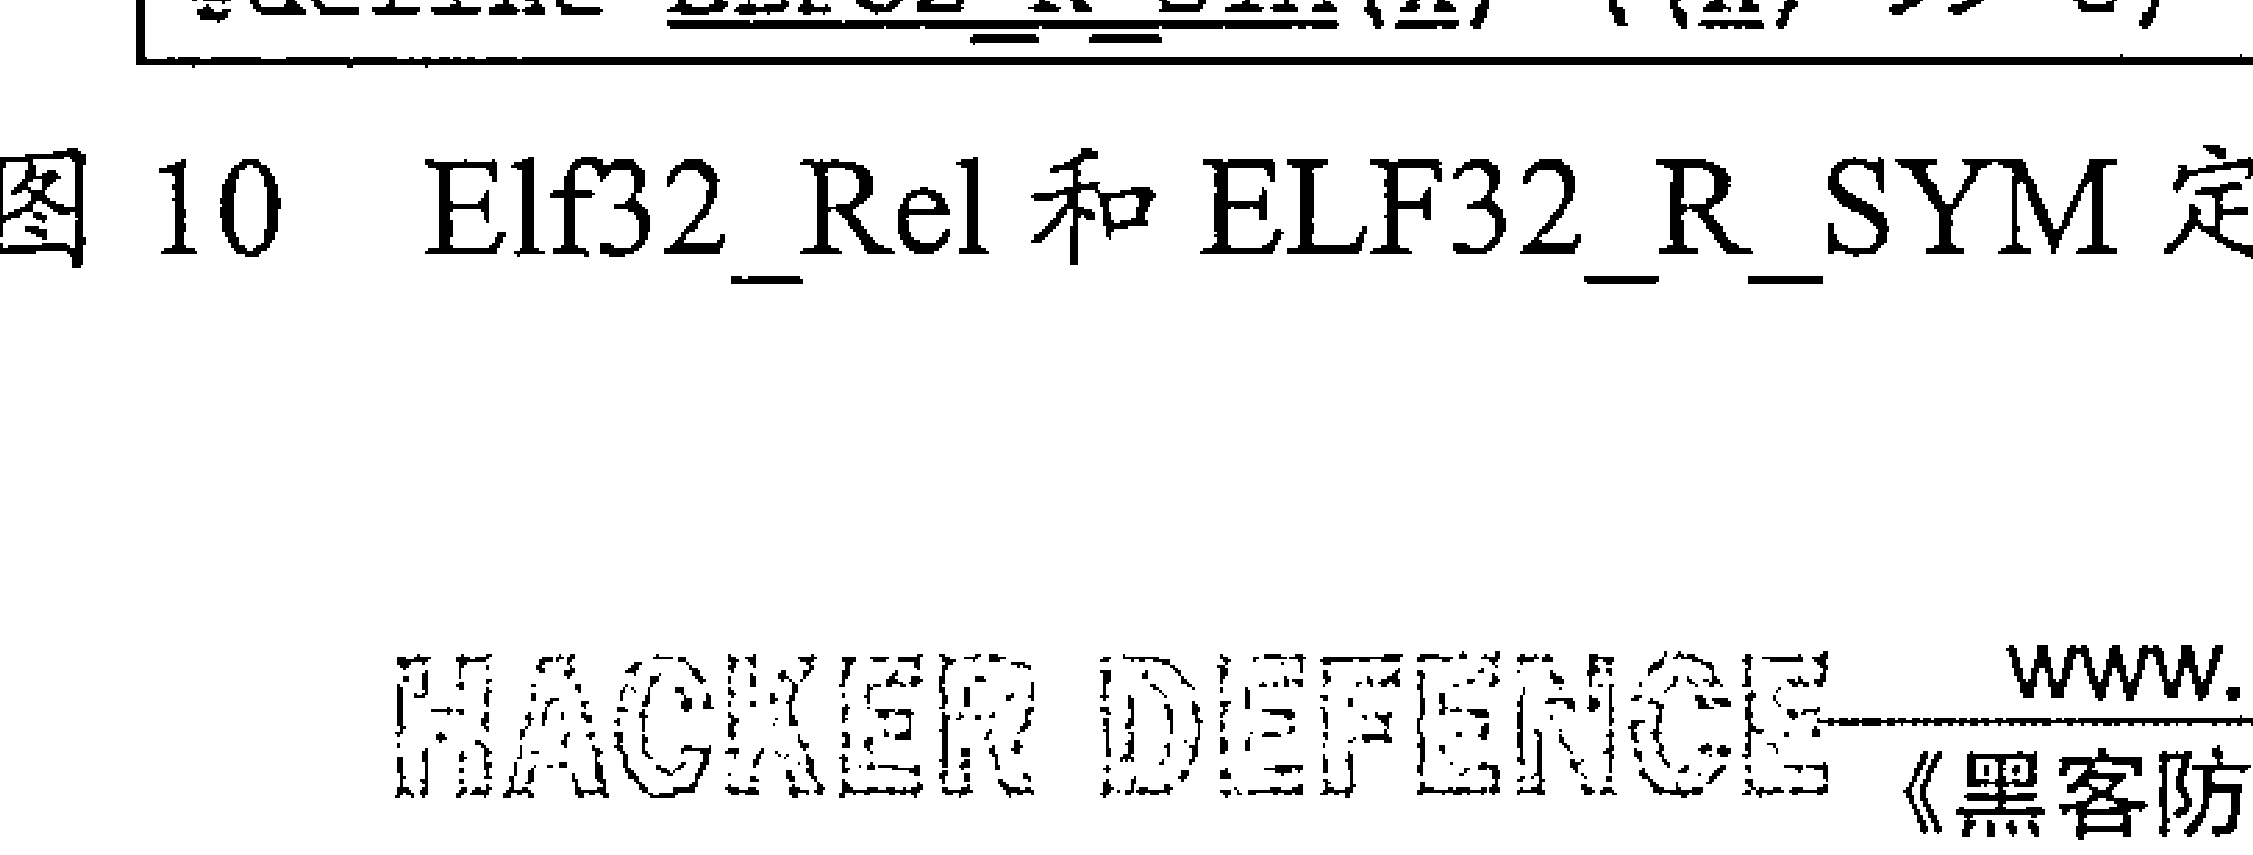 图 10 Elf32_Rel 和 ELF32_R_SYM 定
HACKER DEFENCE
www.
《黑客防